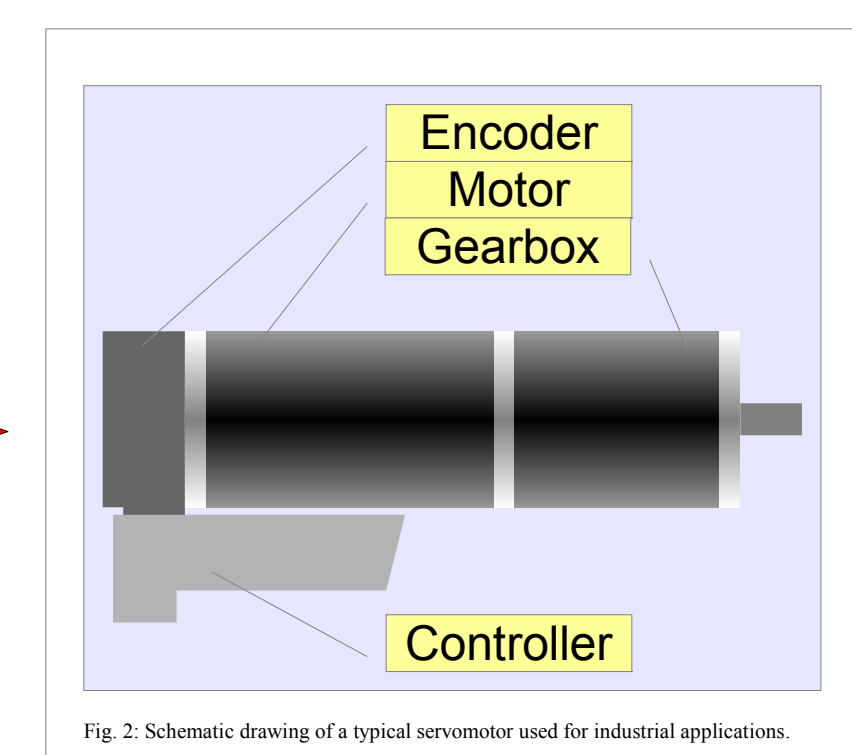 Encoder
Motor
Gearbox
Controller
Fig. 2: Schematic drawing of a typical servomotor used for industrial applications.